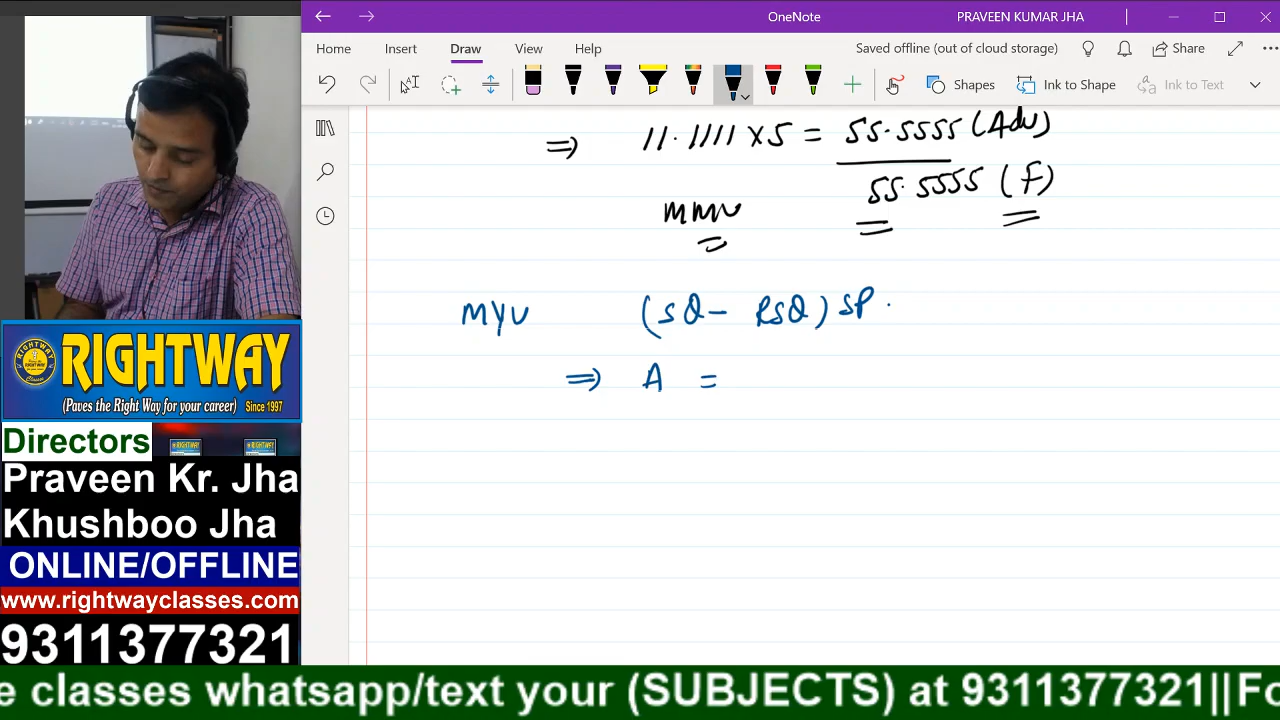 OneNote
PRAVEEN KUMAR JHA
Home Insert Draw View Help
Saved offline (out of cloud storage)
Share
Shapes
Ink to Shape
Ink to Text
⇒ 11.1111 × 5 = 55.5555 (Adv)
55.5555 (F)
MMV
MYV (SQ - RSQ) SP.
⇒ A =
RIGHTWAY
(Paves the Right Way for your career) Since 1997
Directors
Praveen Kr. Jha
Khushboo Jha
ONLINE/OFFLINE
www.rightwayclasses.com
9311377321
e classes whatsapp/text your (SUBJECTS) at 9311377321||Fo